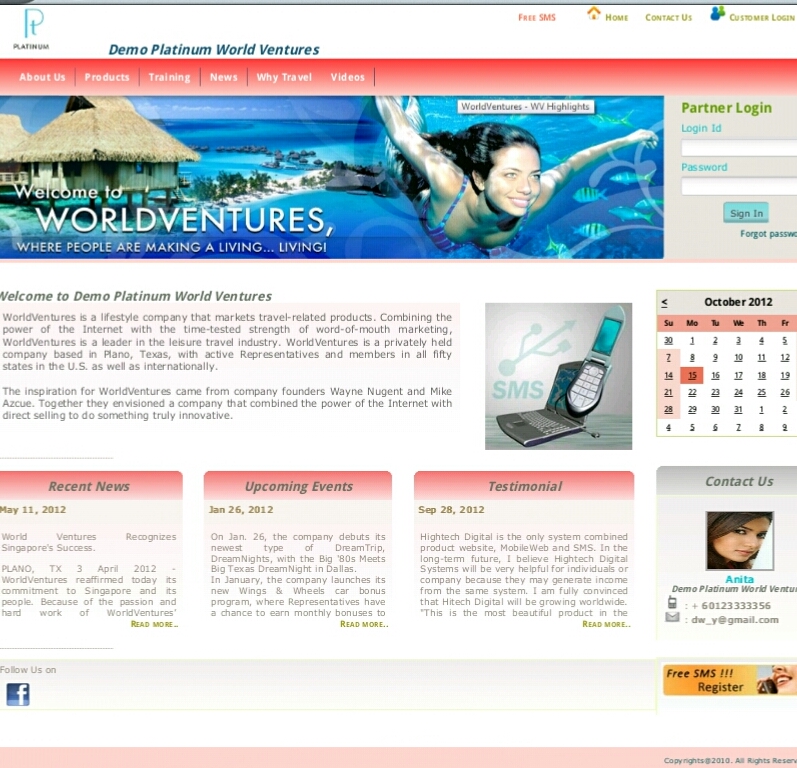 Pt
PLATINUM
Demo Platinum World Ventures
FREE SMS
HOME
CONTACT US
CUSTOMER LOGIN
About Us
Products
Training
News
Why Travel
Videos
WorldVentures - WV Highlights
Welcome to
WORLDVENTURES,
WHERE PEOPLE ARE MAKING A LIVING... LIVING!
Partner Login
Login Id
Password
Sign In
Forgot passwo
Welcome to Demo Platinum World Ventures
WorldVentures is a lifestyle company that markets travel-related products. Combining the
power of the Internet with the time-tested strength of word-of-mouth marketing,
WorldVentures is a leader in the leisure travel industry. WorldVentures is a privately held
company based in Plano, Texas, with active Representatives and members in all fifty
states in the U.S. as well as internationally.
The inspiration for WorldVentures came from company founders Wayne Nugent and Mike
Azcue. Together they envisioned a company that combined the power of the Internet with
direct selling to do something truly innovative.
SMS
< October 2012
Su Mo Tu We Th Fr
30 1 2 3 4 5
7 8 9 10 11 12
14 15 16 17 18 19
21 22 23 24 25 26
28 29 30 31 1 2
4 5 6 7 8 9
Recent News
May 11, 2012
World Ventures Recognizes
Singapore's Success.
PLANO, TX 3 April 2012 -
WorldVentures reaffirmed today its
commitment to Singapore and its
people. Because of the passion and
hard work of WorldVentures'
READ MORE..
Upcoming Events
Jan 26, 2012
On Jan. 26, the company debuts its
newest type of DreamTrip,
DreamNights, with the Big '80s Meets
Big Texas DreamNight in Dallas.
In January, the company launches its
new Wings & Wheels car bonus
program, where Representatives have
a chance to earn monthly bonuses to
READ MORE..
Testimonial
Sep 28, 2012
Hightech Digital is the only system combined
product website, MobileWeb and SMS. In the
long-term future, I believe Hightech Digital
Systems will be very helpful for individuals or
company because they may generate income
from the same system. I am fully convinced
that Hitech Digital will be growing worldwide.
"This is the most beautiful product in the
READ MORE..
Contact Us
Anita
Demo Platinum World Ventur
: + 60123333356
: dw_y@gmail.com
Follow Us on
f
Free SMS !!!
Register
Copyrights@2010. All Rights Reserv